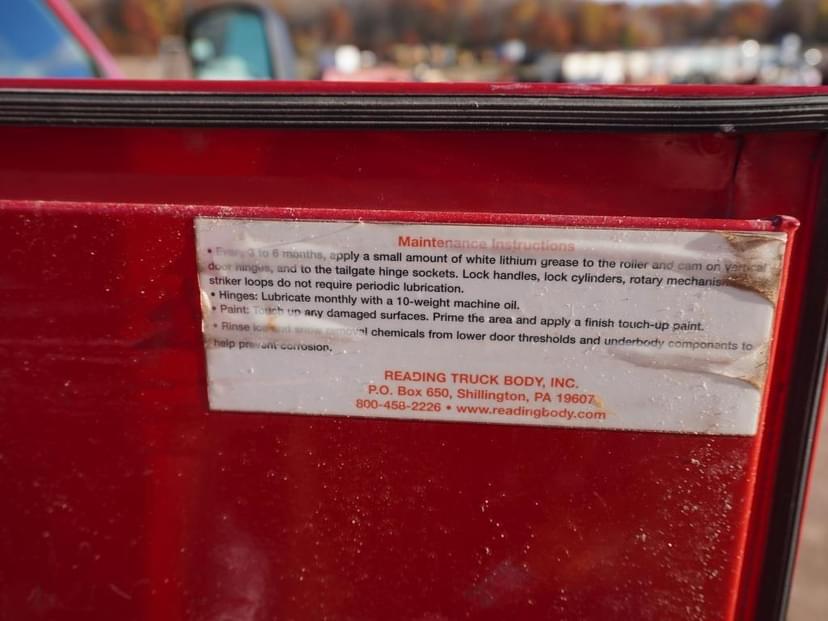 Maintenance Instructions
• Every 3 to 6 months, apply a small amount of white lithium grease to the roller and cam on vertical
door hinges, and to the tailgate hinge sockets. Lock handles, lock cylinders, rotary mechanism
striker loops do not require periodic lubrication.
• Hinges: Lubricate monthly with a 10-weight machine oil.
• Paint: Touch up any damaged surfaces. Prime the area and apply a finish touch-up paint.
• Rinse ice and snow removal chemicals from lower door thresholds and underbody components to
help prevent corrosion.
READING TRUCK BODY, INC.
P.O. Box 650, Shillington, PA 19607
800-458-2226 • www.readingbody.com